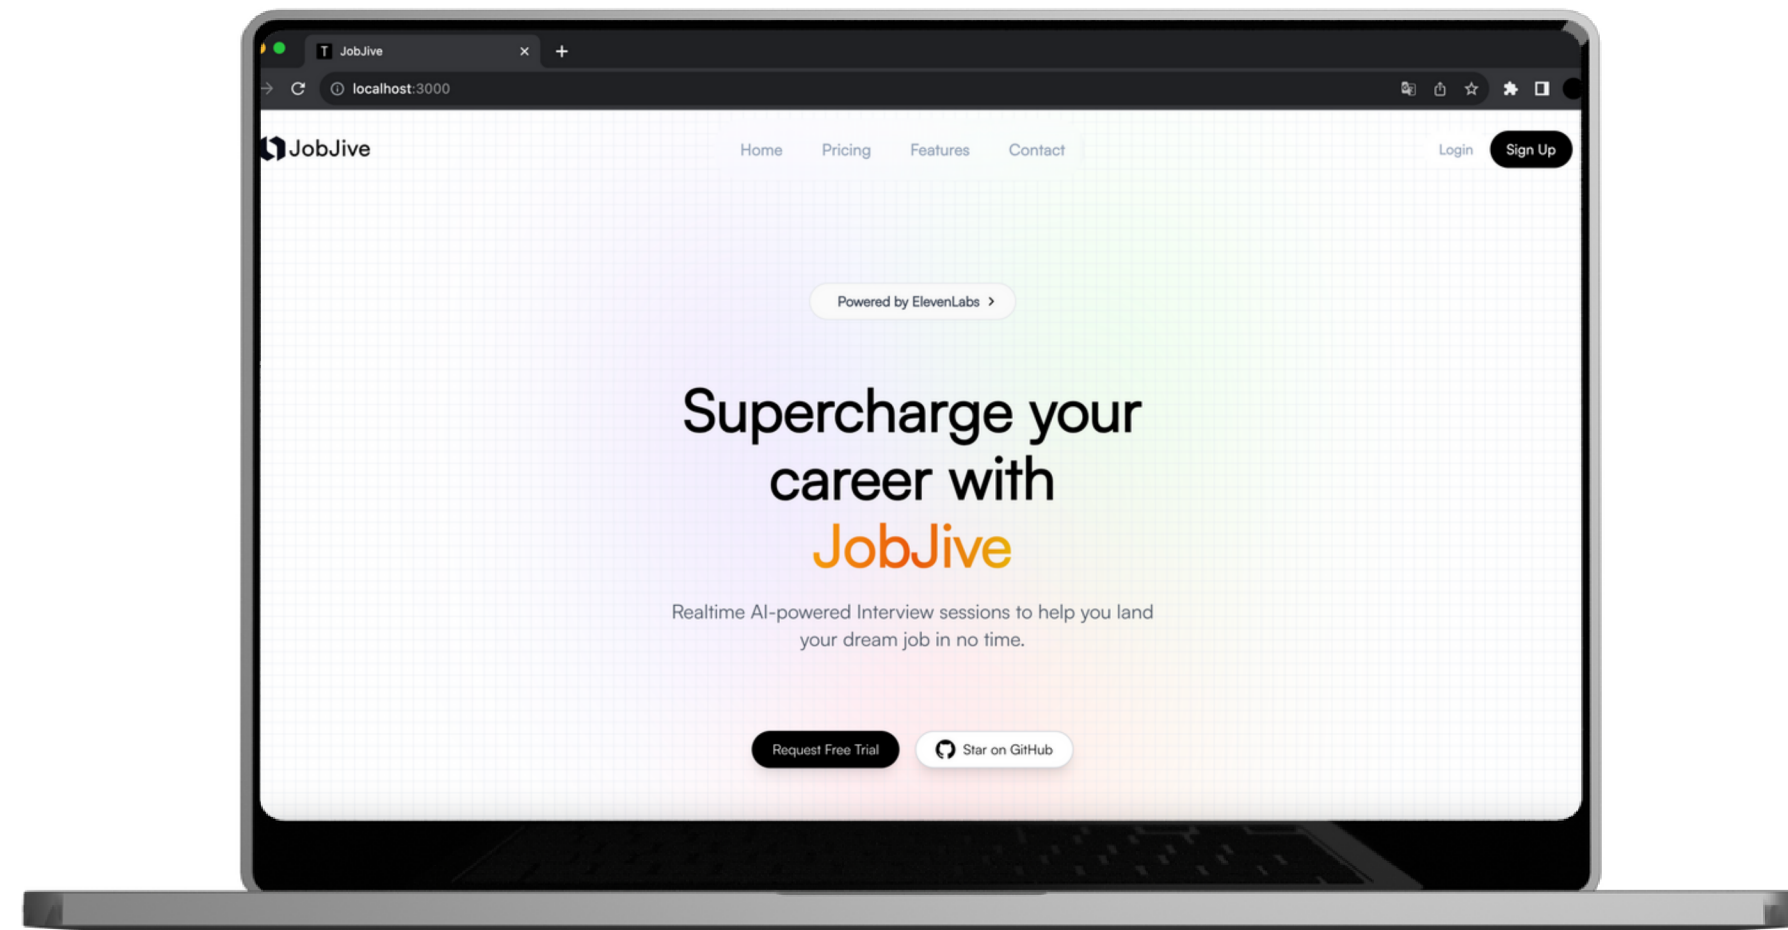 T JobJive
localhost:3000
JobJive
Home Pricing Features Contact
Login Sign Up
Powered by ElevenLabs
Supercharge your
career with
JobJive
Realtime AI-powered Interview sessions to help you land
your dream job in no time.
Request Free Trial Star on GitHub